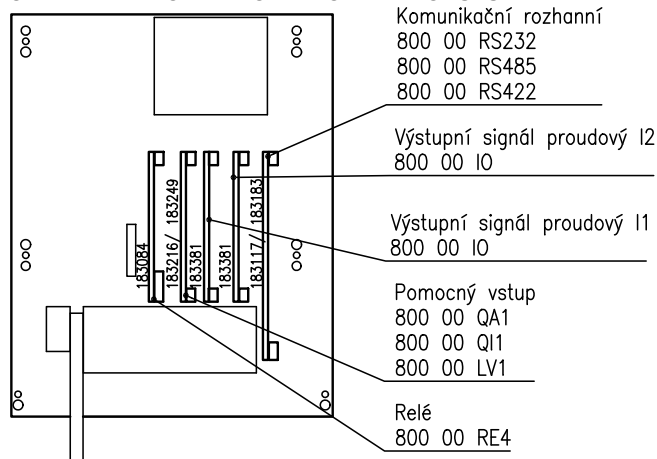 Komunikační rozhanní
800 00 RS232
800 00 RS485
800 00 RS422
Výstupní signál proudový I2
800 00 IO
Výstupní signál proudový I1
800 00 IO
Pomocný vstup
800 00 QA1
800 00 QI1
800 00 LV1
Relé
800 00 RE4
183084
183216/ 183249
183381
183381
183117/ 183183